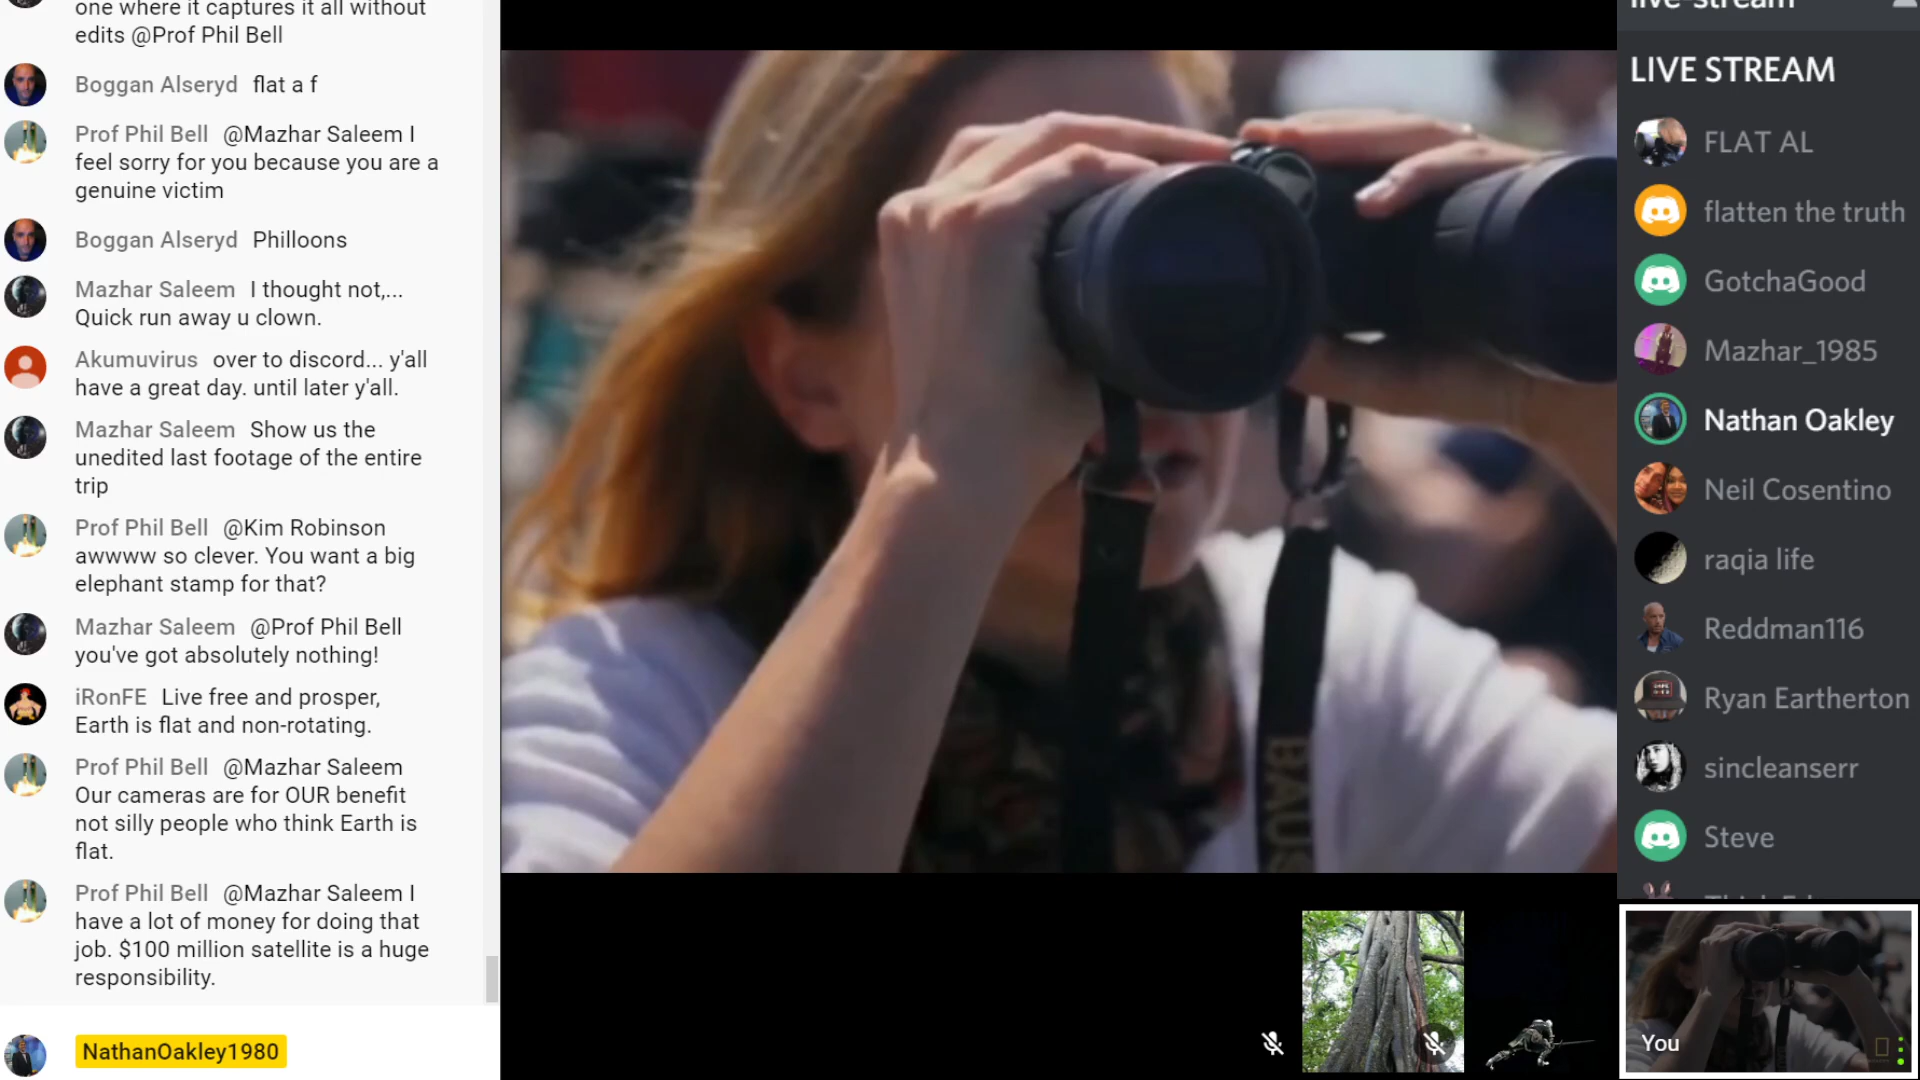 one where it captures it all without
edits @Prof Phil Bell
Boggan Alseryd flat a f
Prof Phil Bell @Mazhar Saleem I
feel sorry for you because you are a
genuine victim
Boggan Alseryd Philloons
Mazhar Saleem I thought not,...
Quick run away u clown.
Akumuvirus over to discord... y'all
have a great day. until later y'all.
Mazhar Saleem Show us the
unedited last footage of the entire
trip
Prof Phil Bell @Kim Robinson
awwww so clever. You want a big
elephant stamp for that?
Mazhar Saleem @Prof Phil Bell
you've got absolutely nothing!
iRonFE Live free and prosper,
Earth is flat and non-rotating.
Prof Phil Bell @Mazhar Saleem
Our cameras are for OUR benefit
not silly people who think Earth is
flat.
Prof Phil Bell @Mazhar Saleem I
have a lot of money for doing that
job. $100 million satellite is a huge
responsibility.
NathanOakley1980
BAUS
live-stream
LIVE STREAM
FLAT AL
flatten the truth
GotchaGood
Mazhar_1985
Nathan Oakley
Neil Cosentino
raqia life
Reddman116
Ryan Eartherton
sincleanserr
Steve
You